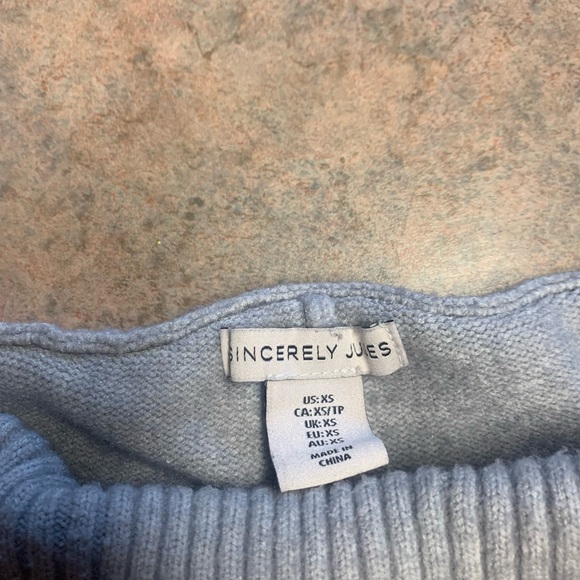 SINCERELY JULES
US: XS
CA: XS/TP
UK: XS
EU: XS
AU: XS
MADE IN
CHINA